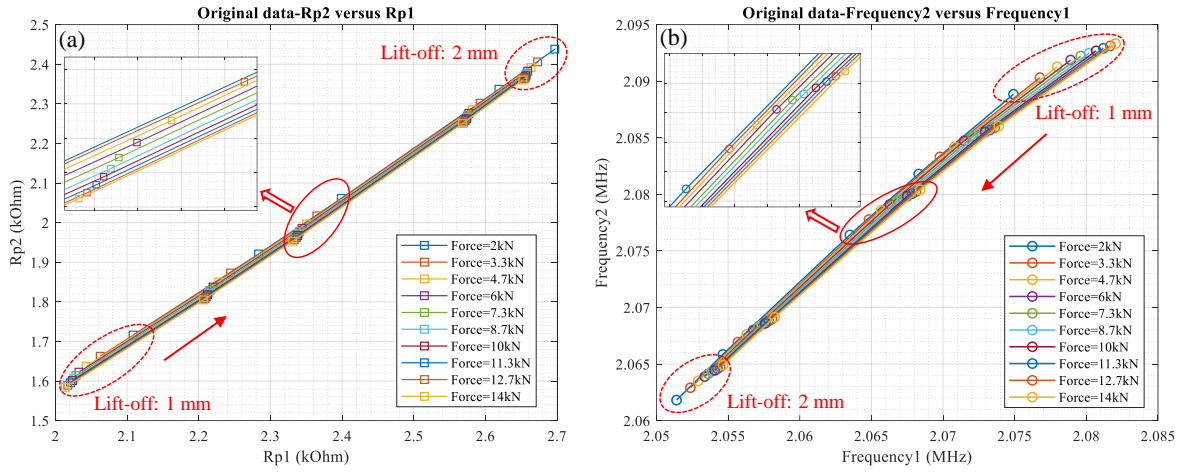 Original data-Rp2 versus Rp1
(a)
Lift-off: 2 mm
Lift-off: 1 mm
2.5
2.4
2.3
2.2
2.1
2
1.9
1.8
1.7
1.6
1.5
Rp2 (kOhm)
Force=2kN
Force=3.3kN
Force=4.7kN
Force=6kN
Force=7.3kN
Force=8.7kN
Force=10kN
Force=11.3kN
Force=12.7kN
Force=14kN
2
2.1
2.2
2.3
2.4
2.5
2.6
2.7
Rp1 (kOhm)
Original data-Frequency2 versus Frequency1
(b)
Lift-off: 1 mm
Lift-off: 2 mm
2.095
2.09
2.085
2.08
2.075
2.07
2.065
2.06
Frequency2 (MHz)
Force=2kN
Force=3.3kN
Force=4.7kN
Force=6kN
Force=7.3kN
Force=8.7kN
Force=10kN
Force=11.3kN
Force=12.7kN
Force=14kN
2.05
2.055
2.06
2.065
2.07
2.075
2.08
2.085
Frequency1 (MHz)